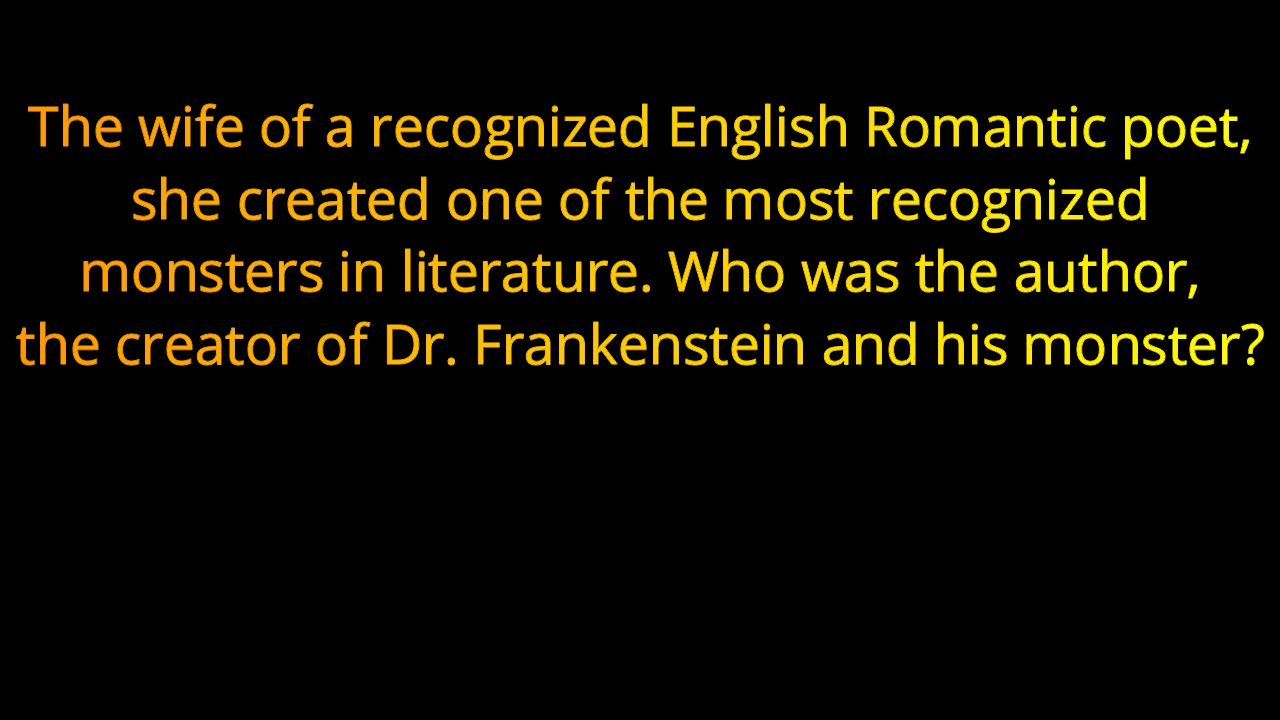 The wife of a recognized English Romantic poet,
she created one of the most recognized
monsters in literature. Who was the author,
the creator of Dr. Frankenstein and his monster?